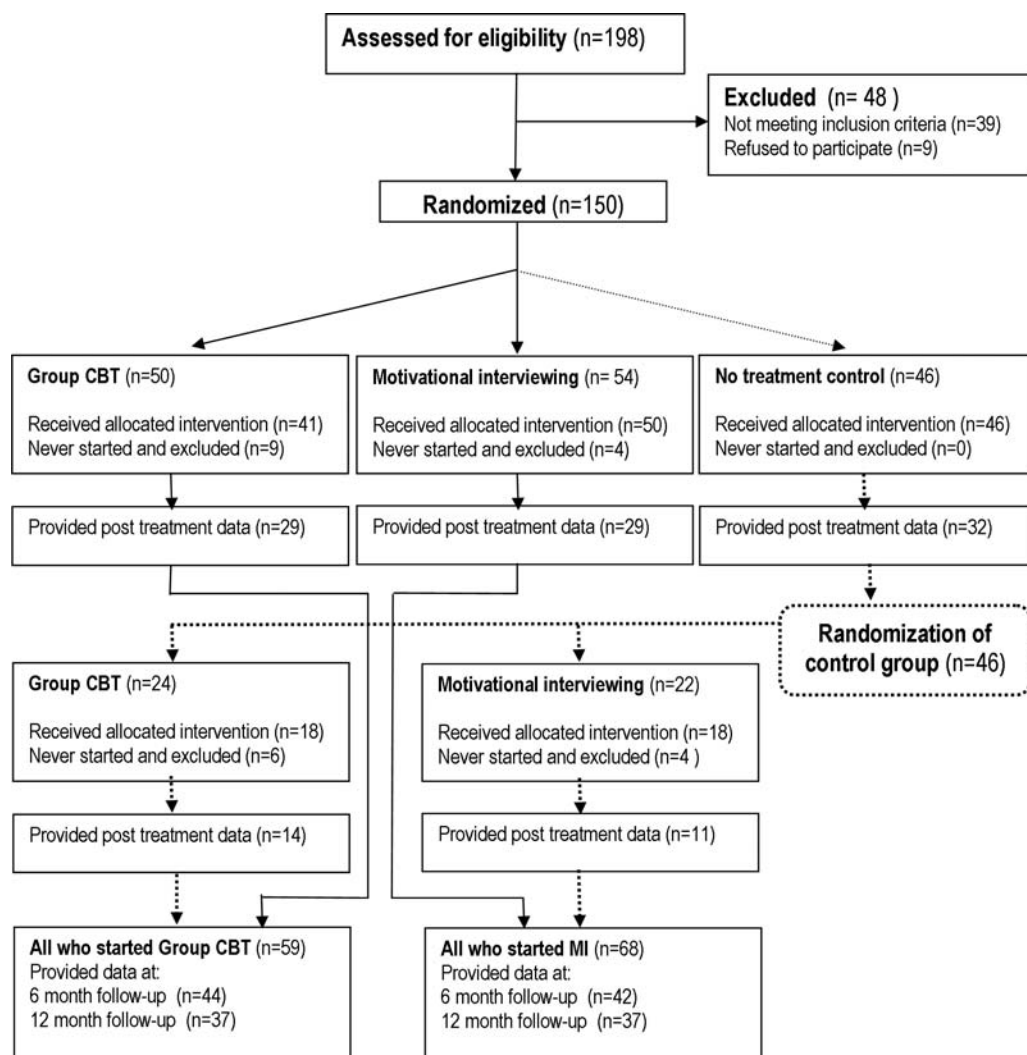 Assessed for eligibility (n=198)
Excluded (n= 48 )
Not meeting inclusion criteria (n=39)
Refused to participate (n=9)
Randomized (n=150)
Group CBT (n=50)
Received allocated intervention (n=41)
Never started and excluded (n=9)
Motivational interviewing (n= 54)
Received allocated intervention (n=50)
Never started and excluded (n=4)
No treatment control (n=46)
Received allocated intervention (n=46)
Never started and excluded (n=0)
Provided post treatment data (n=29)
Provided post treatment data (n=29)
Provided post treatment data (n=32)
Randomization of
control group (n=46)
Group CBT (n=24)
Received allocated intervention (n=18)
Never started and excluded (n=6)
Motivational interviewing (n=22)
Received allocated intervention (n=18)
Never started and excluded (n=4 )
Provided post treatment data (n=14)
Provided post treatment data (n=11)
All who started Group CBT (n=59)
Provided data at:
6 month follow-up (n=44)
12 month follow-up (n=37)
All who started MI (n=68)
Provided data at:
6 month follow-up (n=42)
12 month follow-up (n=37)